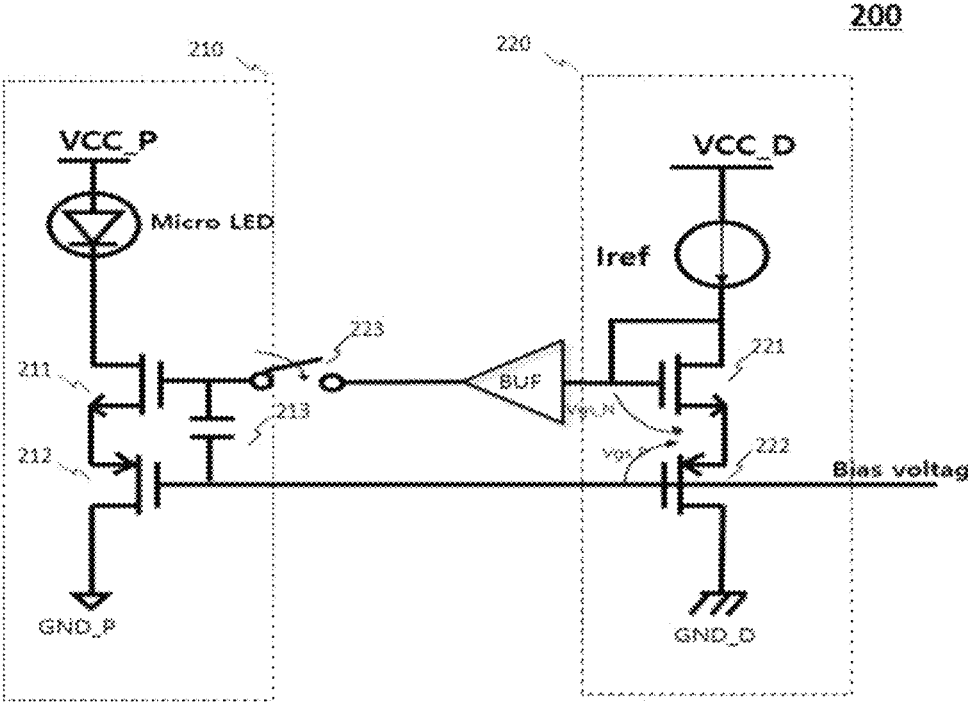 200
210
220
VCC_P
VCC_D
Micro LED
Iref
223
211
BUF
221
213
Vgs,N
212
222
Bias voltag
GND_P
GND_D